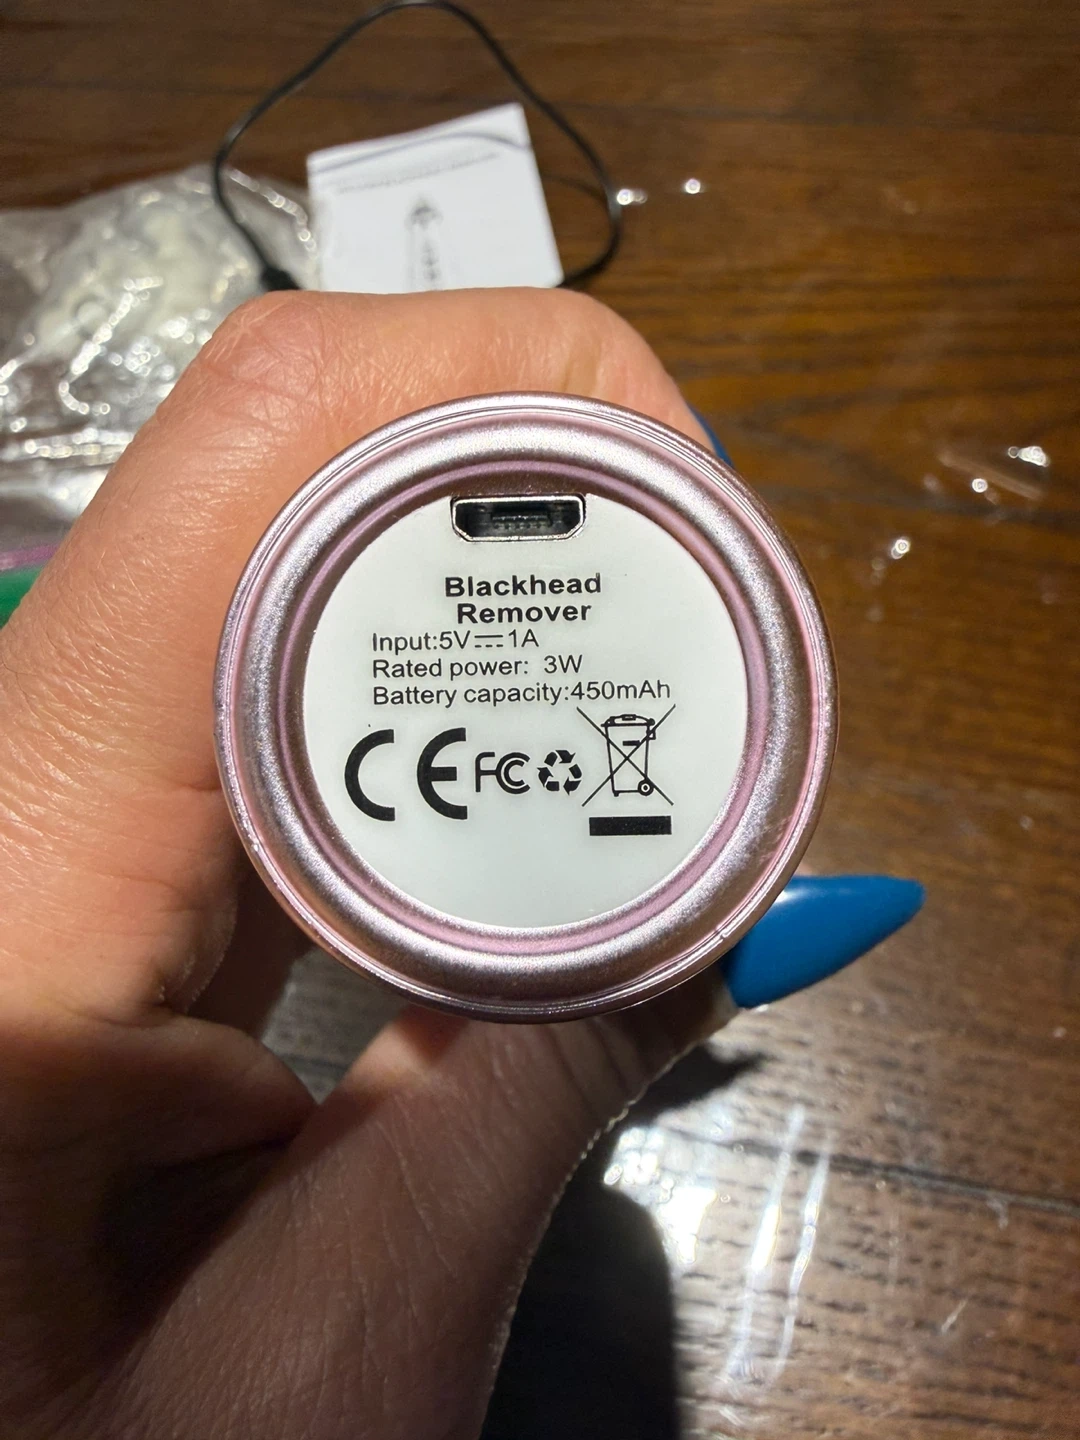 Blackhead
Remover
Input:5V⎓1A
Rated power: 3W
Battery capacity:450mAh
CE FC